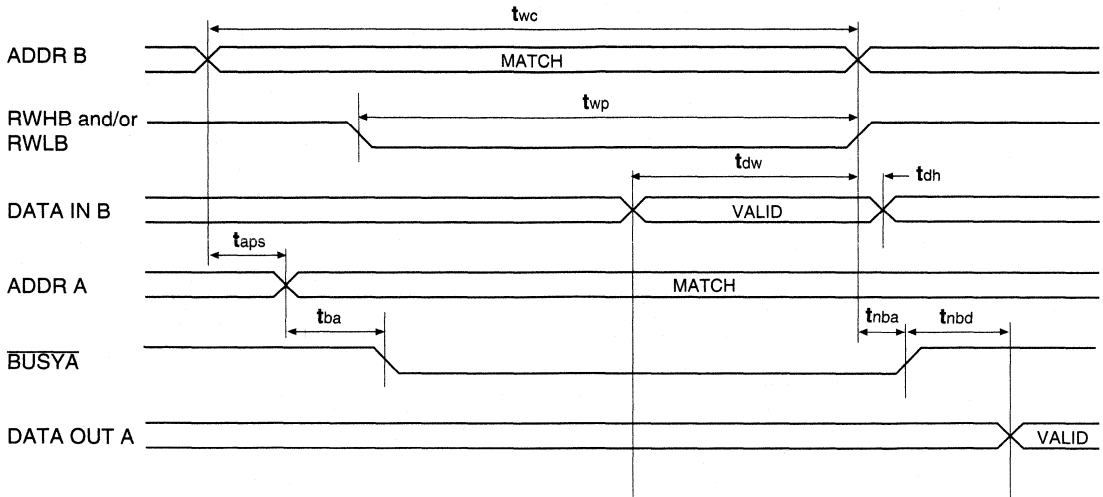 twc
ADDR B
MATCH
twp
RWHB and/or
RWLB
tdw
tdh
DATA IN B
VALID
taps
ADDR A
MATCH
tba
tnba
tnbd
BUSYA
DATA OUT A
VALID